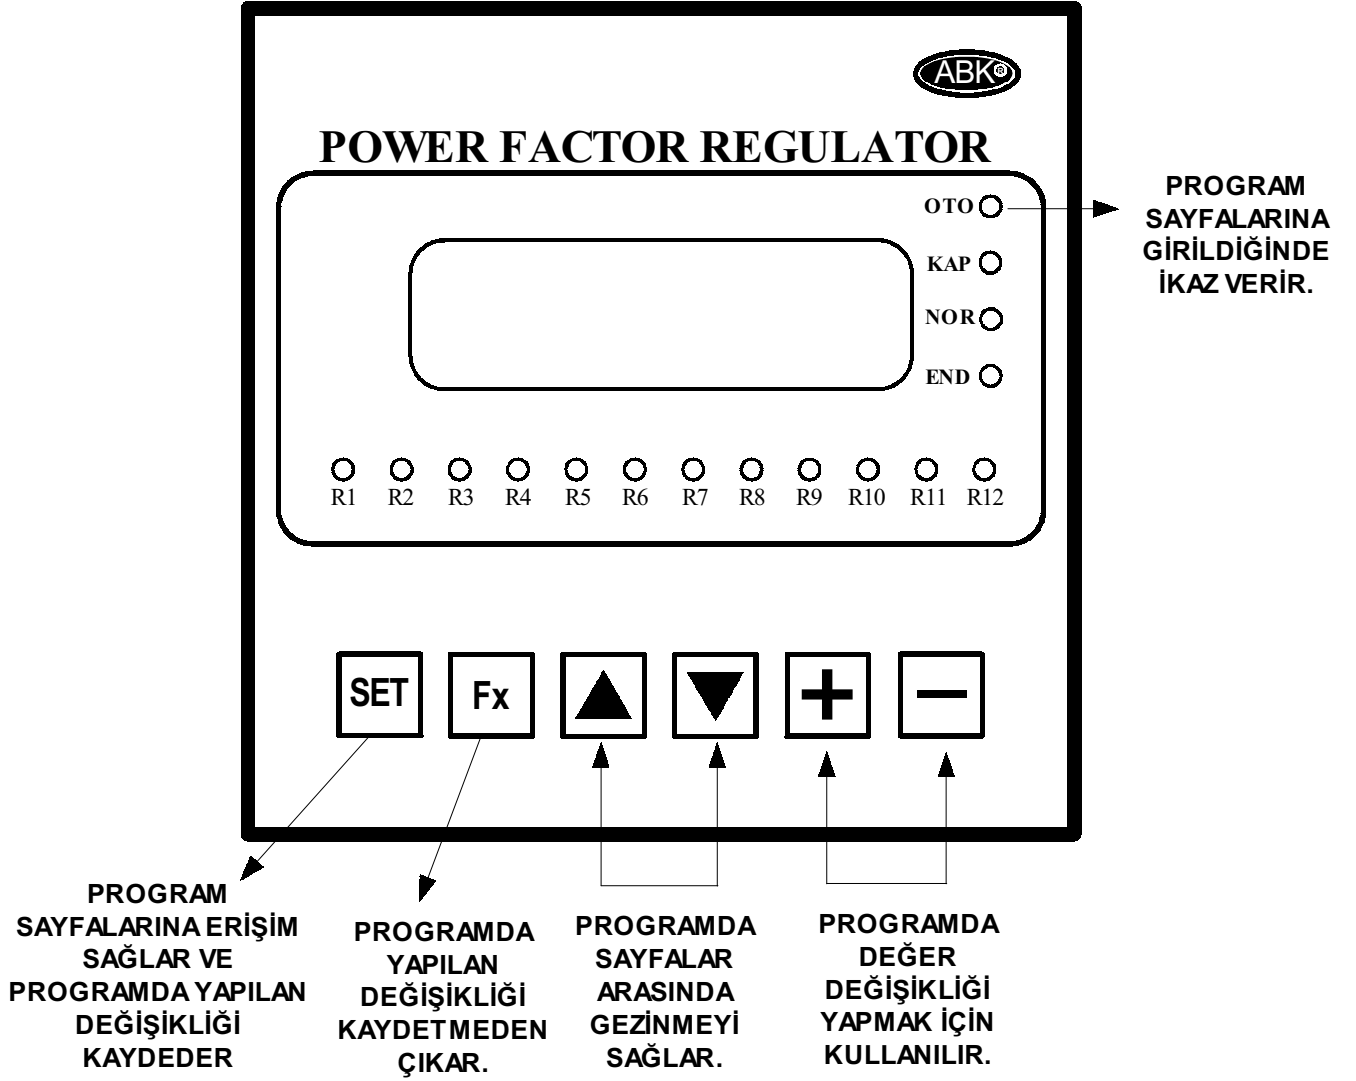 ABK®
POWER FACTOR REGULATOR
OTO
KAP
NOR
END
PROGRAM
SAYFALARINA
GİRİLDİĞİNDE
İKAZ VERİR.
R1 R2 R3 R4 R5 R6 R7 R8 R9 R10 R11 R12
SET Fx
PROGRAM
SAYFALARINA ERİŞİM
SAĞLAR VE
PROGRAMDA YAPILAN
DEĞİŞİKLİĞİ
KAYDEDER
PROGRAMDA
YAPILAN
DEĞİŞİKLİĞİ
KAYDETMEDEN
ÇIKAR.
PROGRAMDA
SAYFALAR
ARASINDA
GEZİNMEYİ
SAĞLAR.
PROGRAMDA
DEĞER
DEĞİŞİKLİĞİ
YAPMAK İÇİN
KULLANILIR.